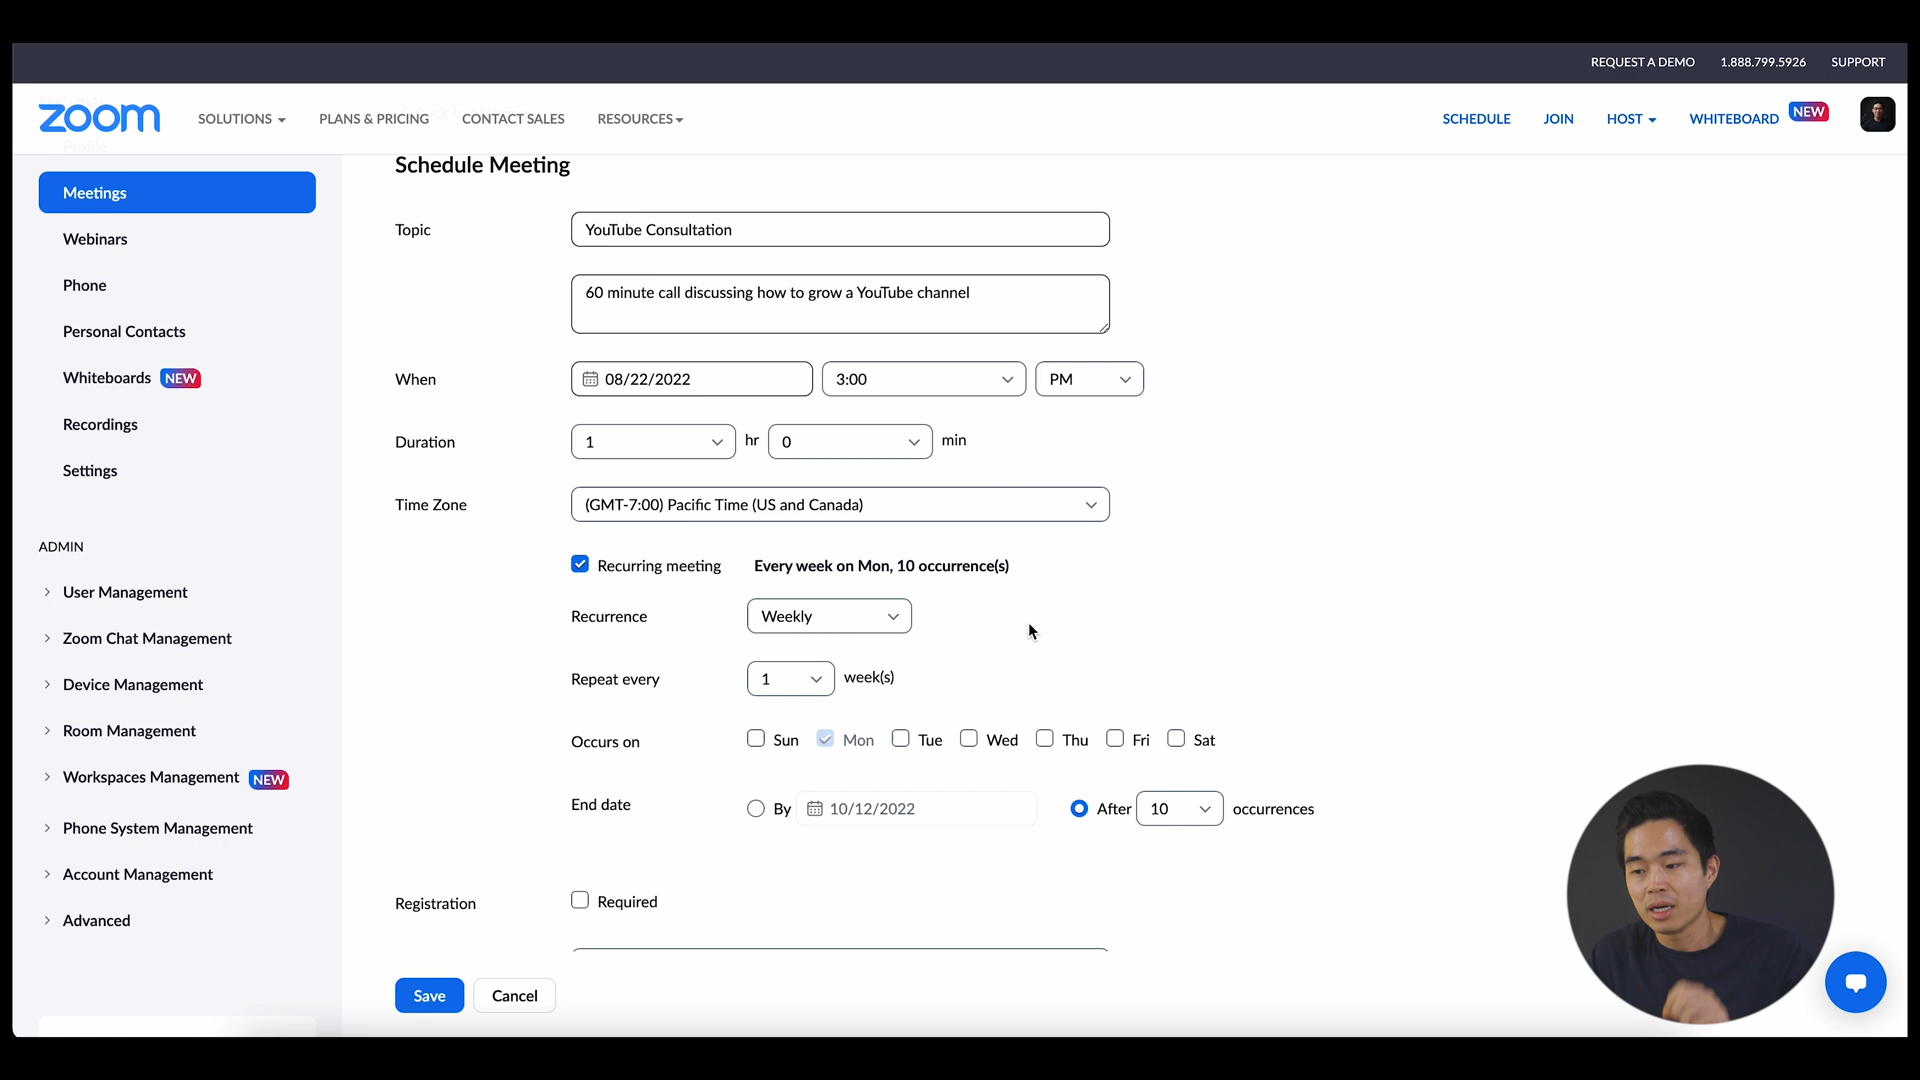 REQUEST A DEMO 1.888.799.5926 SUPPORT
zoom SOLUTIONS PLANS & PRICING CONTACT SALES RESOURCES SCHEDULE JOIN HOST WHITEBOARD NEW
Profile
Schedule Meeting
Meetings
Webinars
Phone
Personal Contacts
Whiteboards NEW
Recordings
Settings
ADMIN
User Management
Zoom Chat Management
Device Management
Room Management
Workspaces Management NEW
Phone System Management
Account Management
Advanced
Topic YouTube Consultation
60 minute call discussing how to grow a YouTube channel
When 08/22/2022 3:00 PM
Duration 1 hr 0 min
Time Zone (GMT-7:00) Pacific Time (US and Canada)
Recurring meeting Every week on Mon, 10 occurrence(s)
Recurrence Weekly
Repeat every 1 week(s)
Occurs on Sun Mon Tue Wed Thu Fri Sat
End date By 10/12/2022 After 10 occurrences
Registration Required
Save Cancel